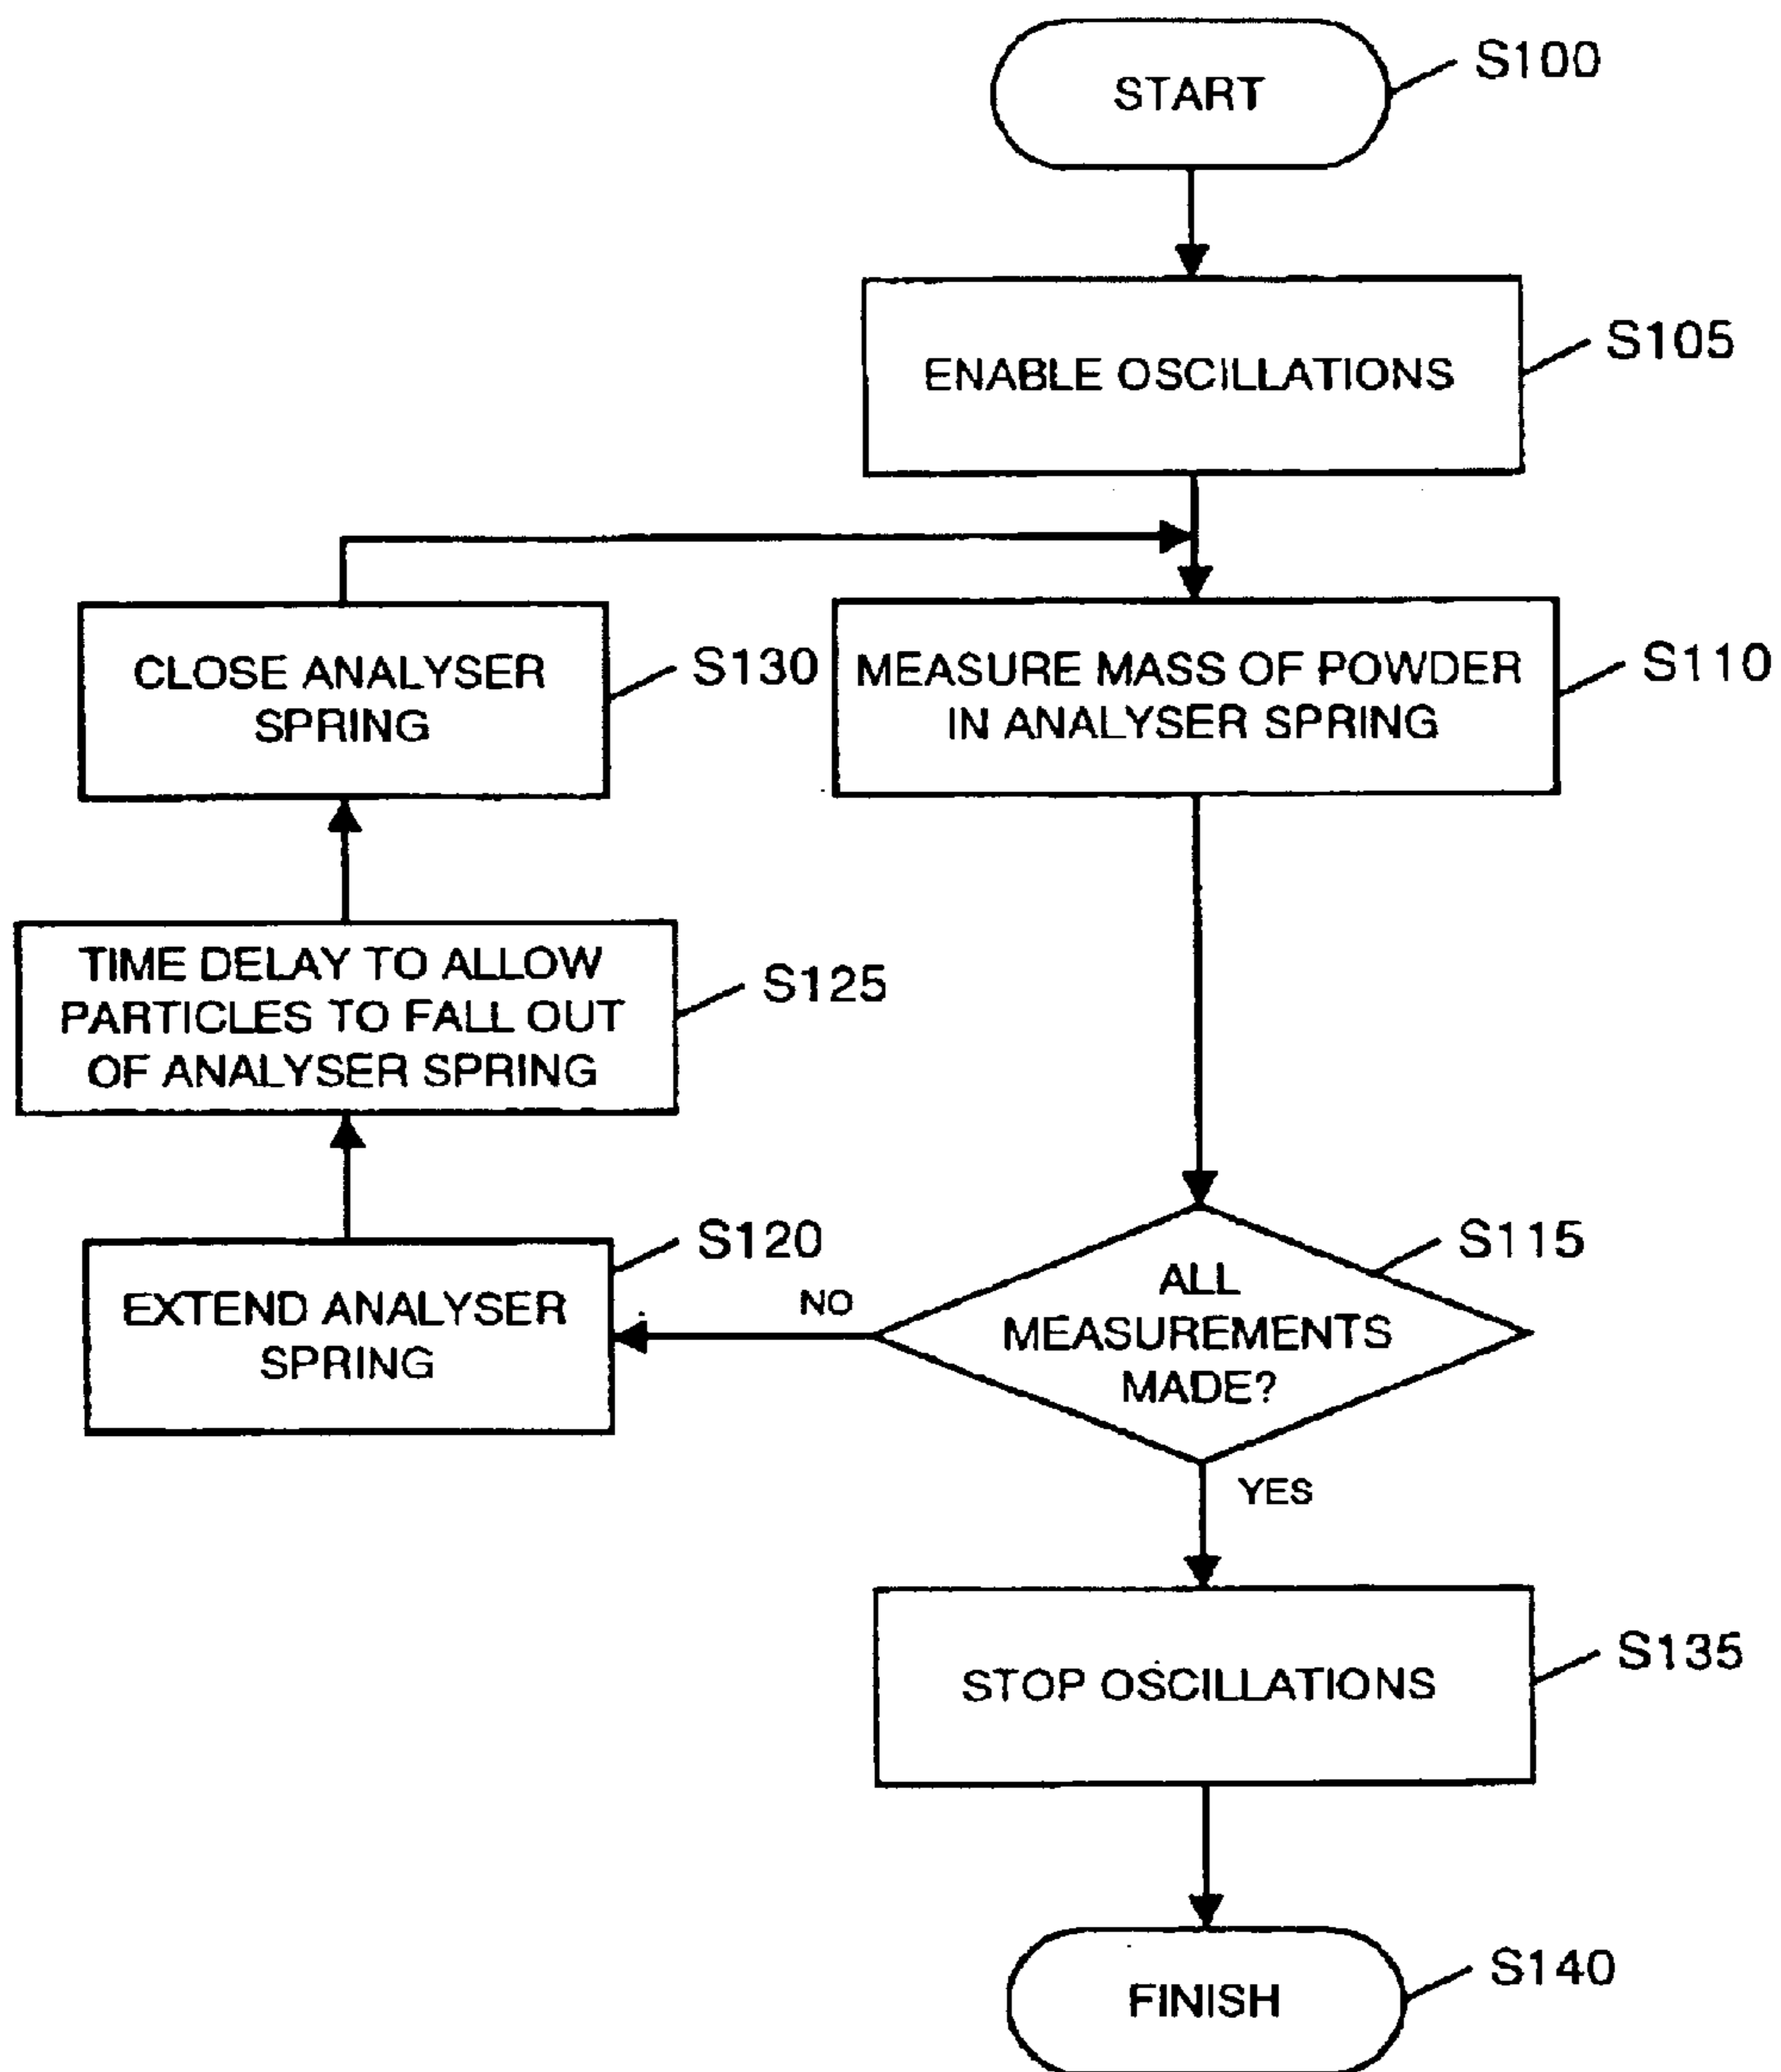 START
S100
ENABLE OSCILLATIONS
S105
MEASURE MASS OF POWDER
IN ANALYSER SPRING
S110
ALL
MEASUREMENTS
MADE?
S115
NO
EXTEND ANALYSER
SPRING
S120
TIME DELAY TO ALLOW
PARTICLES TO FALL OUT
OF ANALYSER SPRING
S125
CLOSE ANALYSER
SPRING
S130
YES
STOP OSCILLATIONS
S135
FINISH
S140